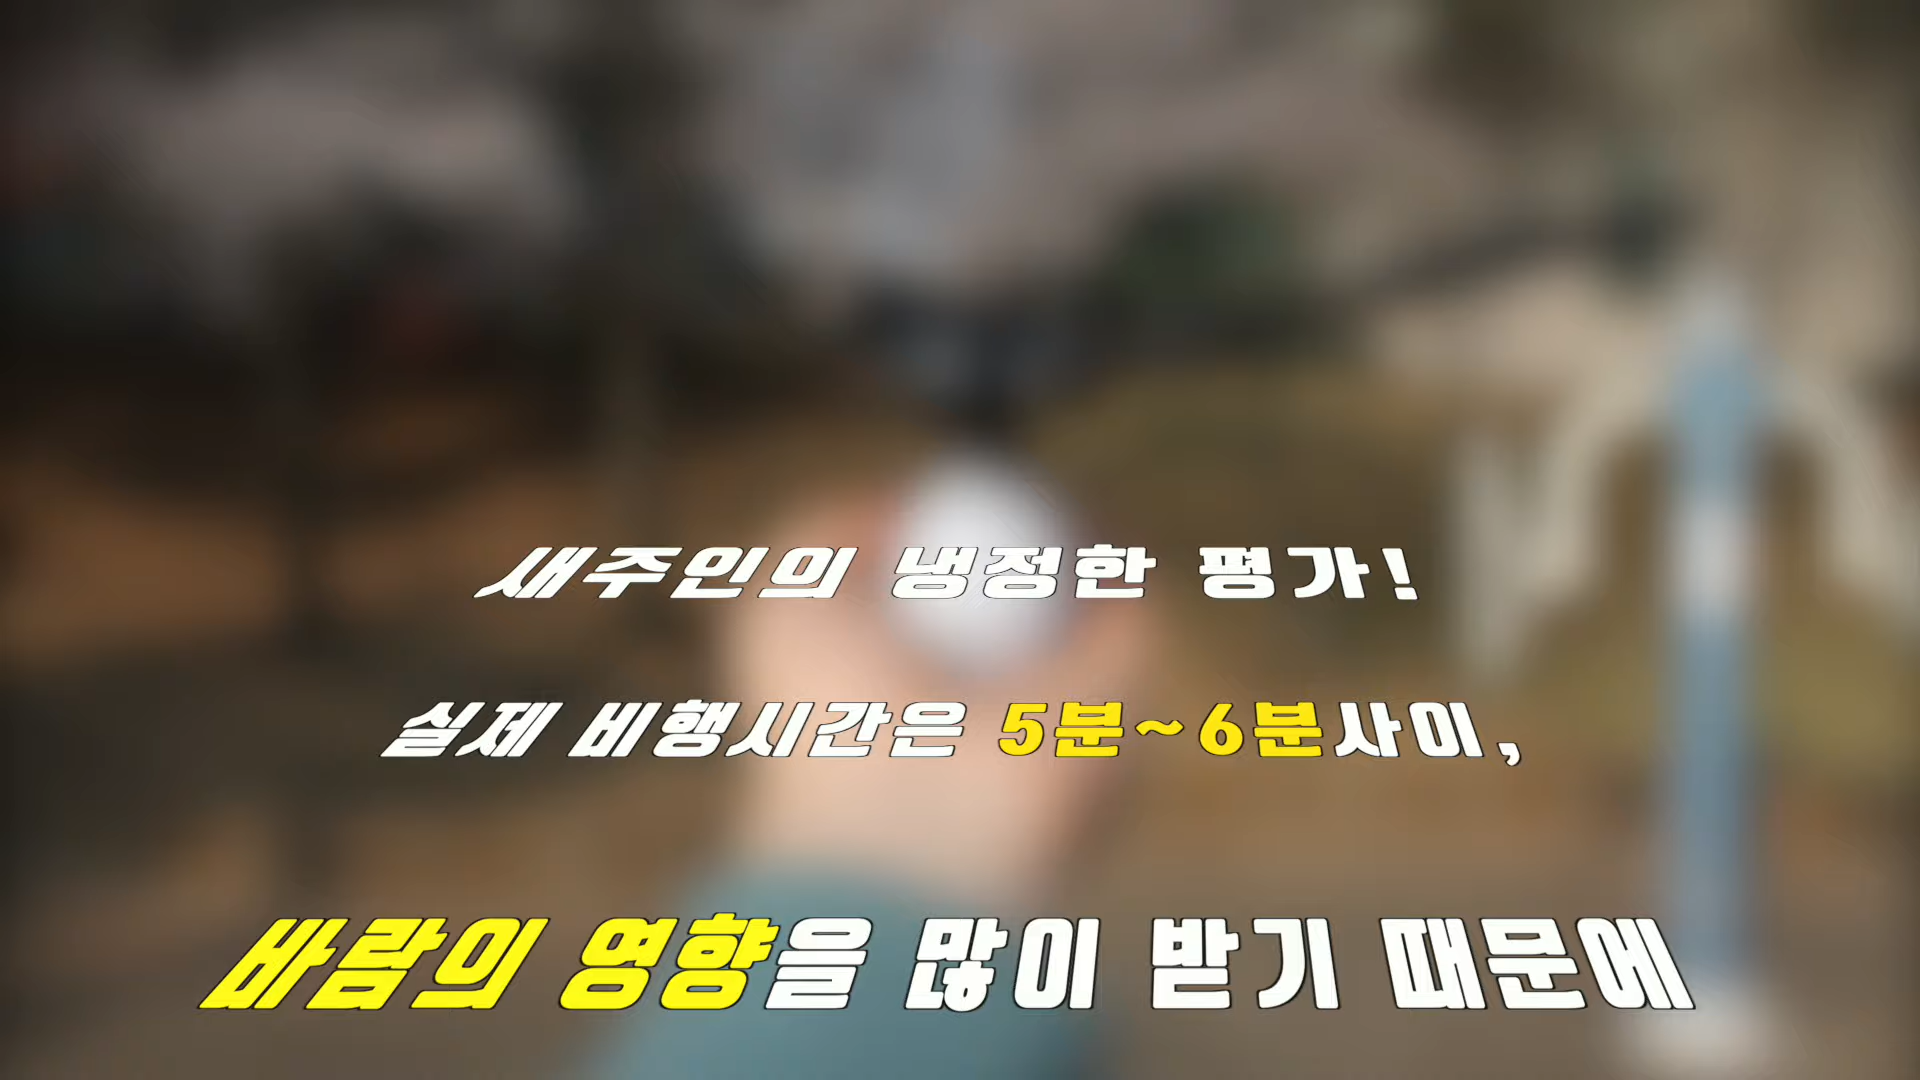 새주인의 냉정한 평가!
실제 비행시간은 5분~6분사이,
바람의 영향을 많이 받기 때문에